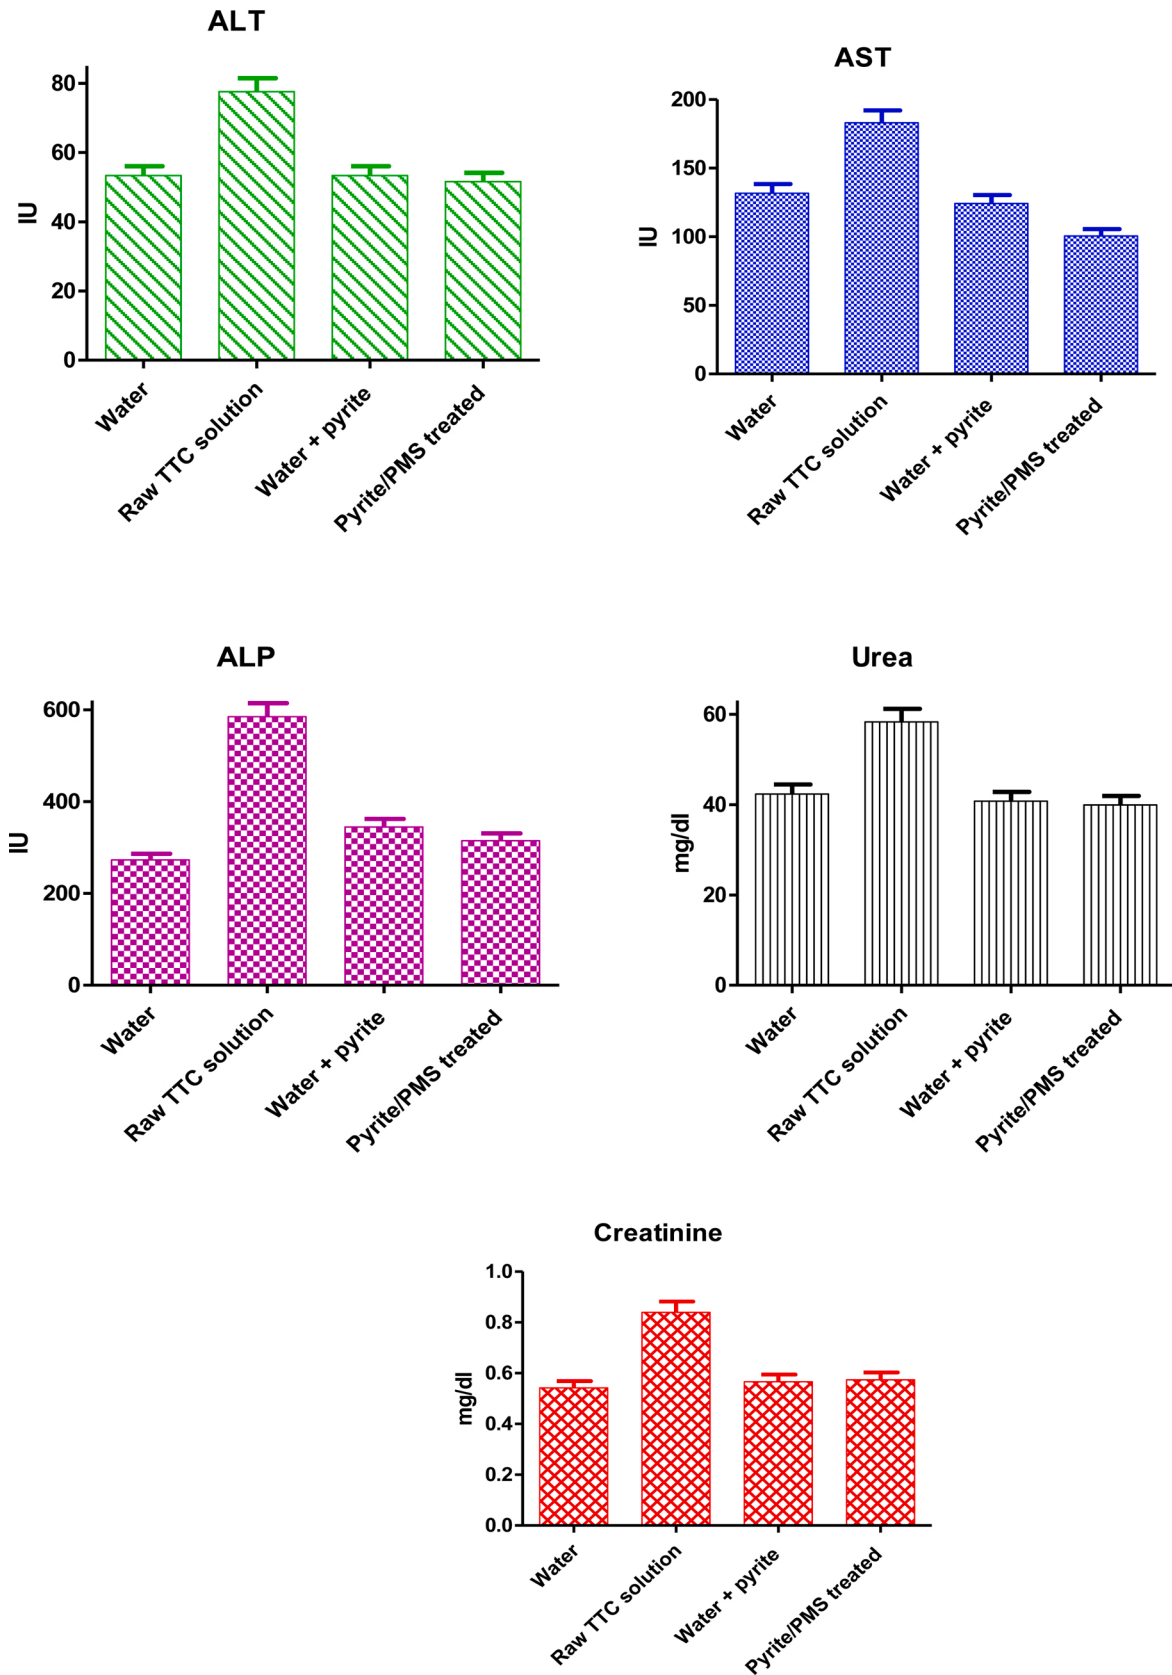 ALT
80
60
40
20
0
IU
Water
Raw TTC solution
Water + pyrite
Pyrite/PMS treated
AST
200
150
100
50
0
IU
Water
Raw TTC solution
Water + pyrite
Pyrite/PMS treated
ALP
600
400
200
0
IU
Water
Raw TTC solution
Water + pyrite
Pyrite/PMS treated
Urea
60
40
20
0
mg/dl
Water
Raw TTC solution
Water + pyrite
Pyrite/PMS treated
Creatinine
1.0
0.8
0.6
0.4
0.2
0.0
mg/dl
Water
Raw TTC solution
Water + pyrite
Pyrite/PMS treated